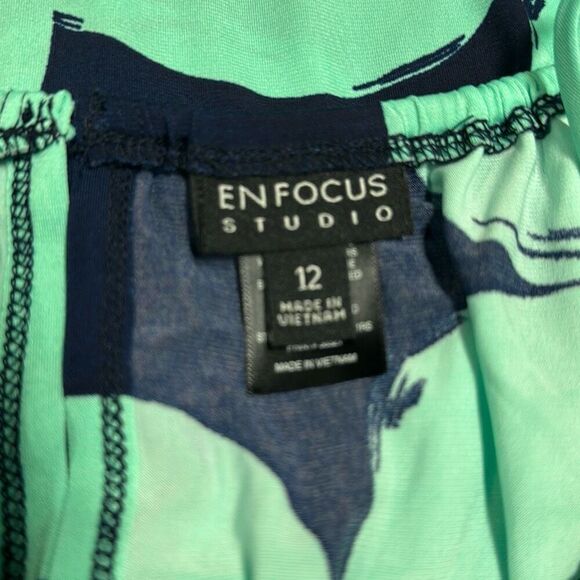 ENFOCUS
STUDIO
12
MADE IN
VIETNAM
MADE IN VIETNAM